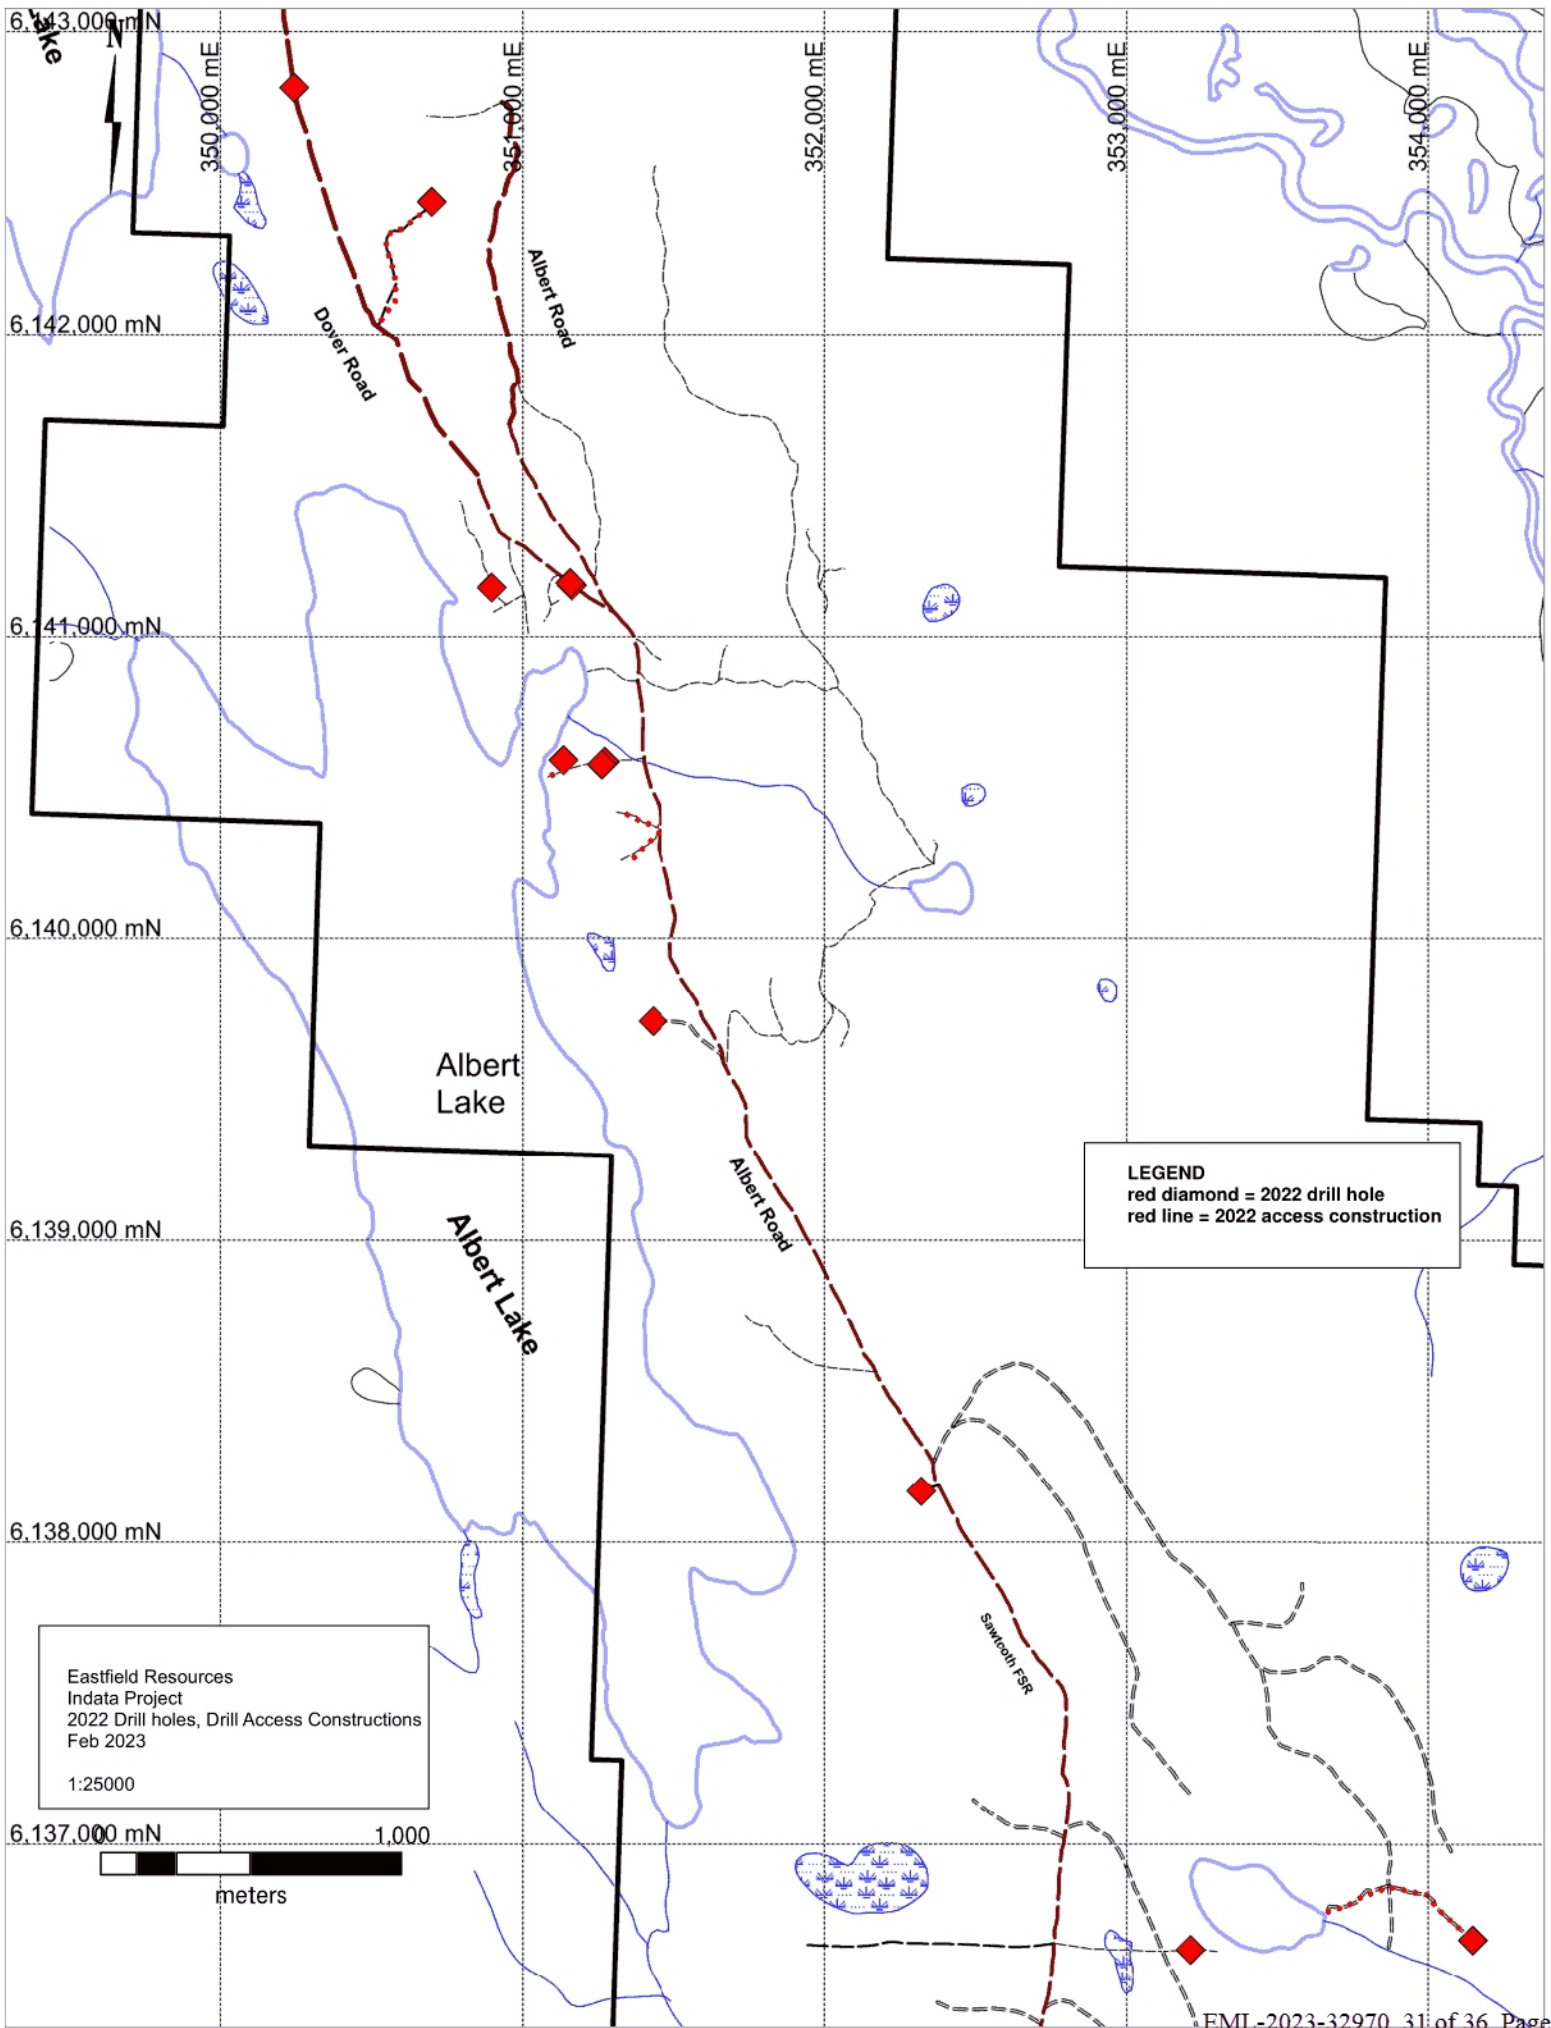 6,143,000 mN
ake
N
350,000 mE
351,000 mE
352,000 mE
353,000 mE
354,000 mE
Albert Road
6,142,000 mN
Dover Road
6,141,000 mN
6,140,000 mN
Albert
Lake
Albert Road
LEGEND
red diamond = 2022 drill hole
red line = 2022 access construction
6,139,000 mN
Albert Lake
6,138,000 mN
Sawtooth FSR
Eastfield Resources
Indata Project
2022 Drill holes, Drill Access Constructions
Feb 2023
1:25000
6,137,000 mN
0 1,000
meters
EML-2023-32970 31 of 36 Page